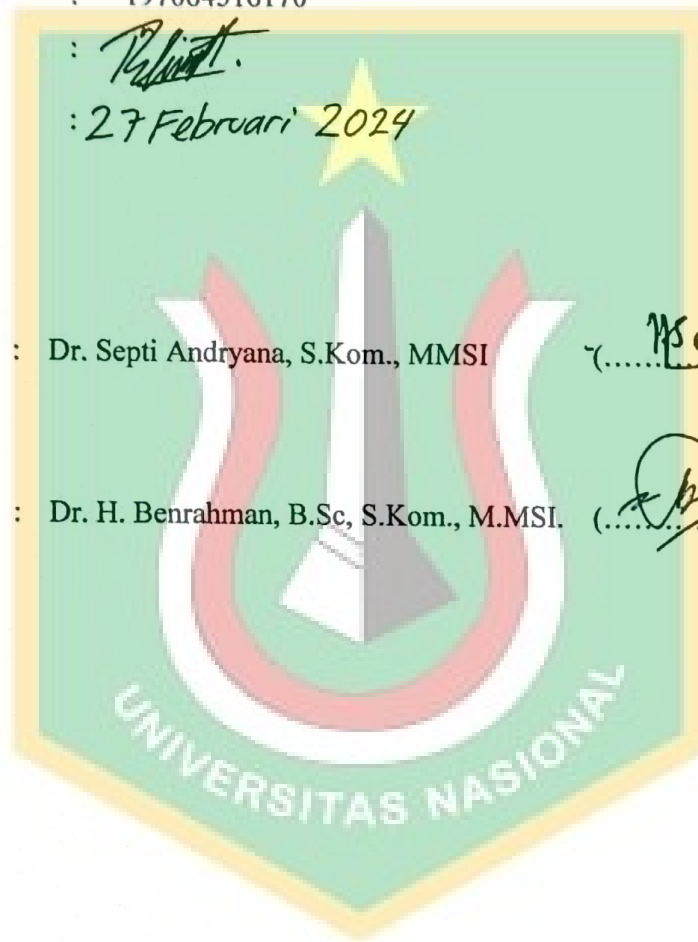 :
: 27 Februari 2024
: Dr. Septi Andryana, S.Kom., MMSI (......
: Dr. H. Benrahman, B.Sc, S.Kom., M.MSI. (......
UNIVERSITAS NASIONAL